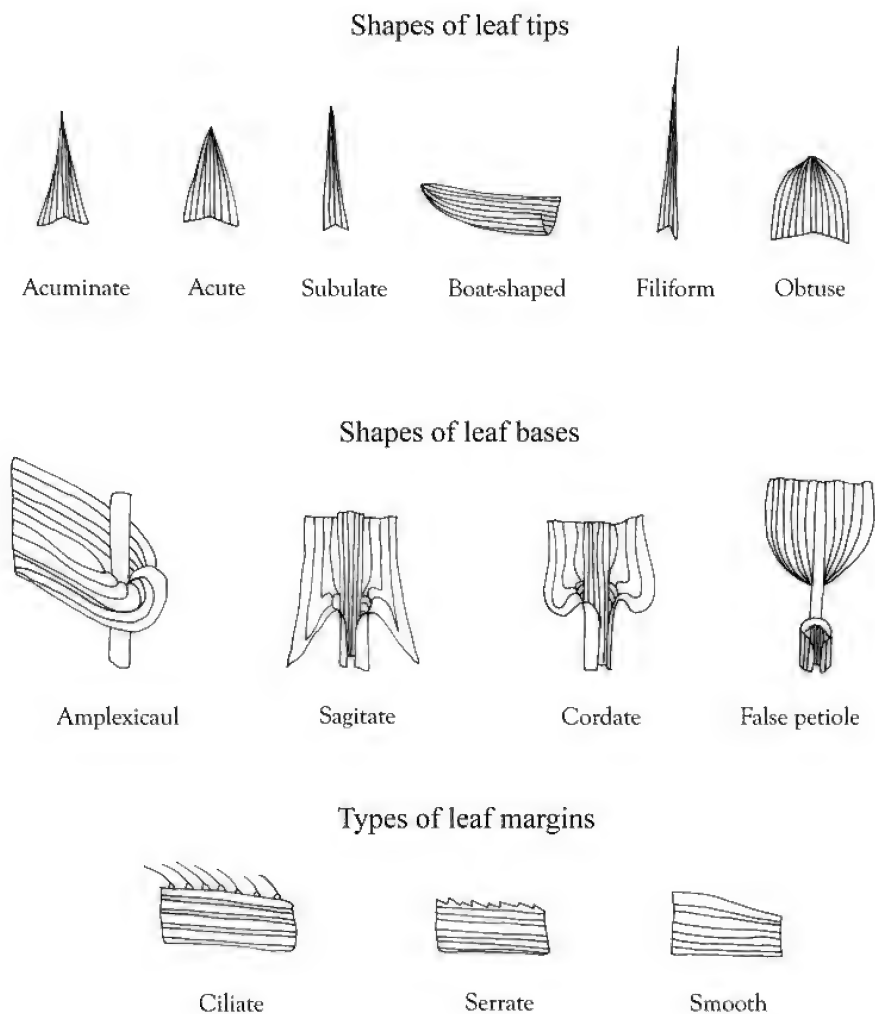 Shapes of leaf tips
Acuminate Acute Subulate Boat-shaped Filiform Obtuse
Shapes of leaf bases
Amplexicaul Sagitate Cordate False petiole
Types of leaf margins
Ciliate Serrate Smooth